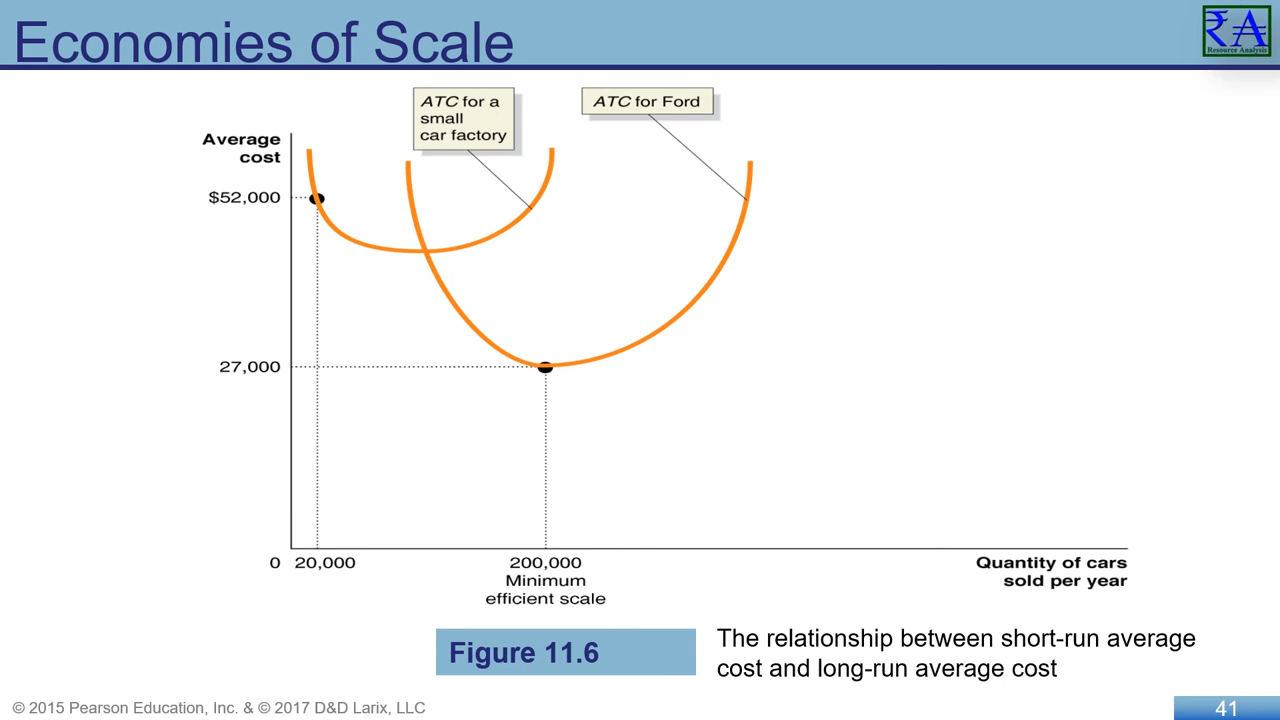 Economies of Scale
₹A
Resource Analysis
ATC for a
small
car factory
ATC for Ford
Average
cost
$52,000
27,000
0
20,000
200,000
Minimum
efficient scale
Quantity of cars
sold per year
Figure 11.6
The relationship between short-run average
cost and long-run average cost
© 2015 Pearson Education, Inc. & © 2017 D&D Larix, LLC
41